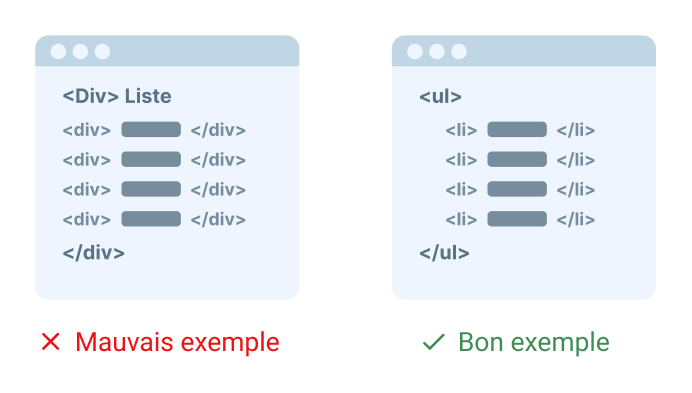 <Div> Liste
<div> </div>
<div> </div>
<div> </div>
<div> </div>
</div>
Mauvais exemple
<ul>
<li> </li>
<li> </li>
<li> </li>
<li> </li>
</ul>
Bon exemple